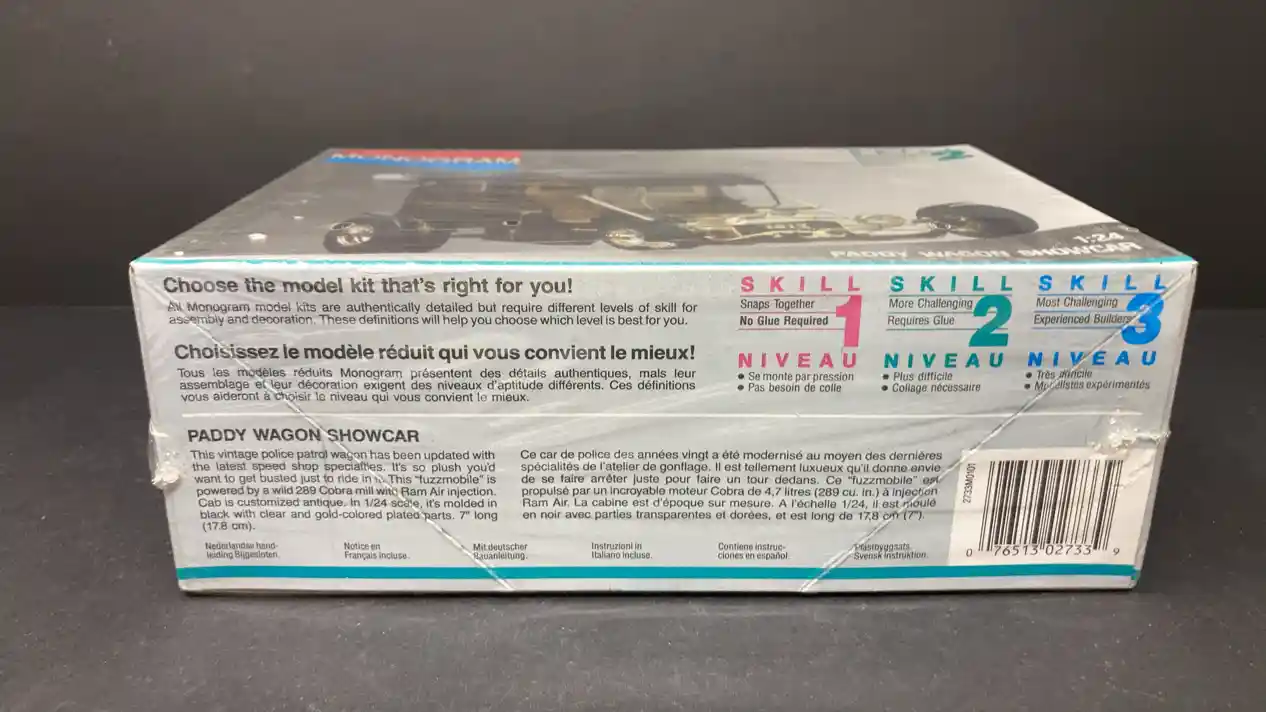 MONOGRAM
2
1:24
PADDY WAGON SHOWCAR
Choose the model kit that's right for you!
All Monogram model kits are authentically detailed but require different levels of skill for
assembly and decoration. These definitions will help you choose which level is best for you.
Choisissez le modèle réduit qui vous convient le mieux!
Tous les modèles réduits Monogram présentent des détails authentiques, mais leur
assemblage et leur décoration exigent des niveaux d'aptitude différents. Ces définitions
vous aideront à choisir le niveau qui vous convient le mieux.
SKILL
Snaps Together
No Glue Required
1
NIVEAU
• Se monte par pression
• Pas besoin de colle
SKILL
More Challenging
Requires Glue
2
NIVEAU
• Plus difficile
• Collage nécessaire
SKILL
Most Challenging
Experienced Builders
3
NIVEAU
• Très difficile
• Modélistes expérimentés
PADDY WAGON SHOWCAR
This vintage police patrol wagon has been updated with
the latest speed shop specialties. It's so plush you'd
want to get busted just to ride in it. This "fuzzmobile" is
powered by a wild 289 Cobra mill with Ram Air injection.
Cab is customized antique. In 1/24 scale, it's molded in
black with clear and gold-colored plated parts. 7" long
(17.8 cm).
Ce car de police des années vingt a été modernisé au moyen des dernières
spécialités de l'atelier de gonflage. Il est tellement luxueux qu'il donne envie
de se faire arrêter juste pour faire un tour dedans. Ce "fuzzmobile" est
propulsé par un incroyable moteur Cobra de 4,7 litres (289 cu. in.) à injection
Ram Air. La cabine est d'époque sur mesure. A l'échelle 1/24, il est moulé
en noir avec parties transparentes et dorées, et est long de 17,8 cm (7").
Nederlandse hand-
leiding Bijgesloten.
Notice en
Français incluse.
Mit deutscher
Bauanleitung.
Instruzioni in
Italiano incluse.
Contiene instruc-
ciones en español.
Plastbyggsats.
Svensk instruktion.
2733M0101
0 76513 02733 9